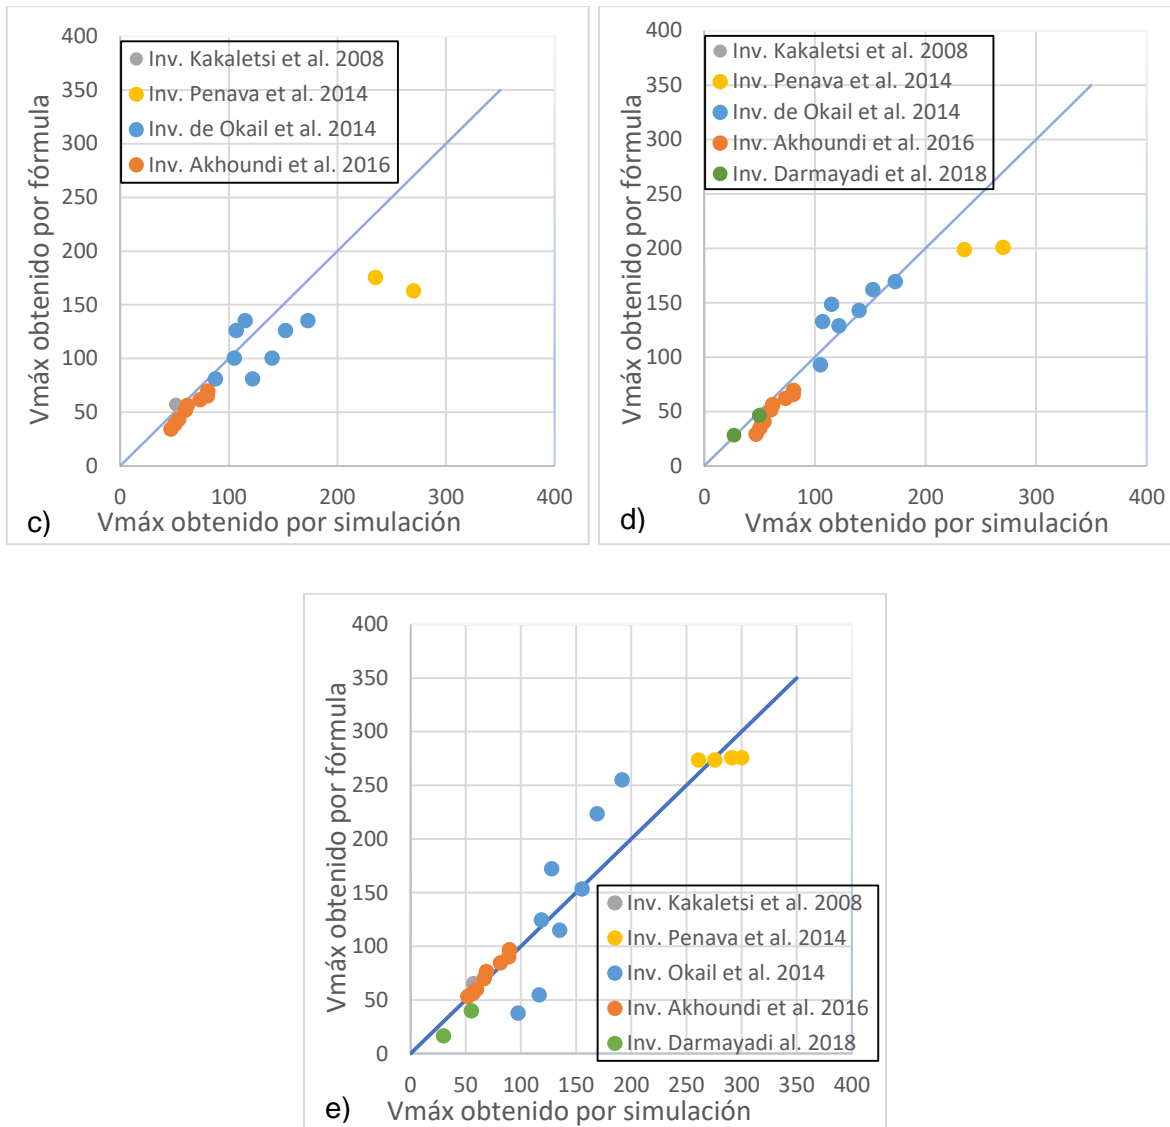 Vmáx obtenido por fórmula
400
350
300
250
200
150
100
50
0
Inv. Kakaletsi et al. 2008
Inv. Penava et al. 2014
Inv. de Okail et al. 2014
Inv. Akhoundi et al. 2016
0 100 200 300 400
c) Vmáx obtenido por simulación
Vmáx obtenido por fórmula
400
350
300
250
200
150
100
50
0
Inv. Kakaletsi et al. 2008
Inv. Penava et al. 2014
Inv. de Okail et al. 2014
Inv. Akhoundi et al. 2016
Inv. Darmayadi et al. 2018
0 100 200 300 400
d) Vmáx obtenido por simulación
Vmáx obtenido por fórmula
400
350
300
250
200
150
100
50
0
Inv. Kakaletsi et al. 2008
Inv. Penava et al. 2014
Inv. Okail et al. 2014
Inv. Akhoundi et al. 2016
Inv. Darmayadi al. 2018
0 50 100 150 200 250 300 350 400
e) Vmáx obtenido por simulación